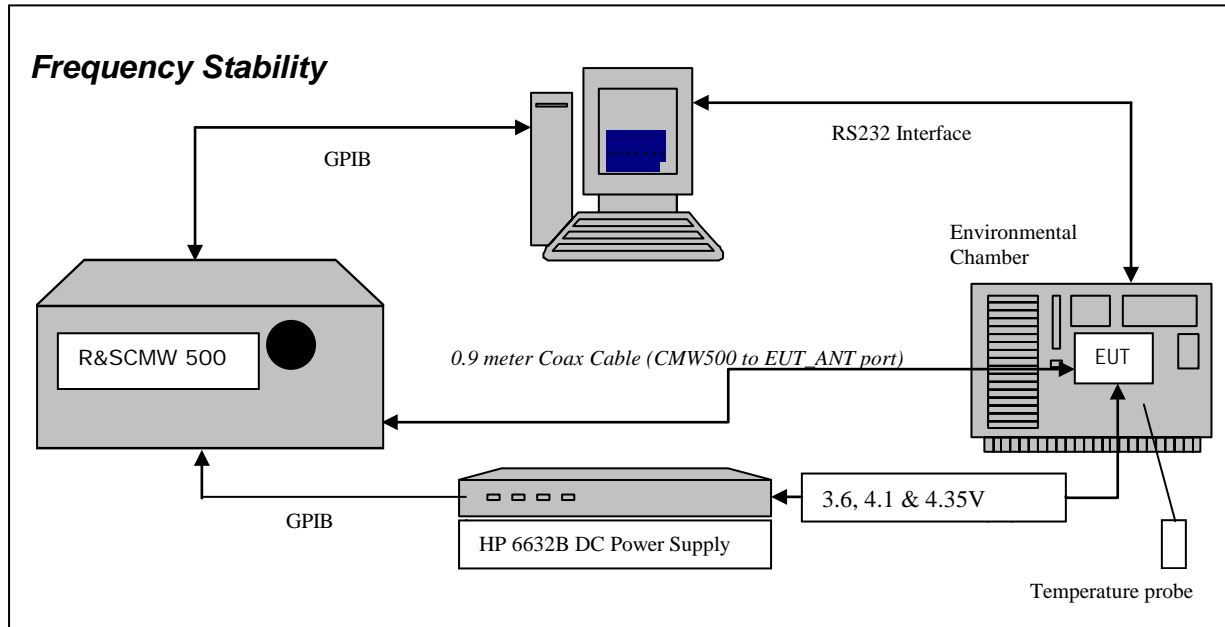 Frequency Stability
GPIB
RS232 Interface
Environmental
Chamber
R&SCMW 500
0.9 meter Coax Cable (CMW500 to EUT_ANT port)
EUT
3.6, 4.1 & 4.35V
GPIB
HP 6632B DC Power Supply
Temperature probe